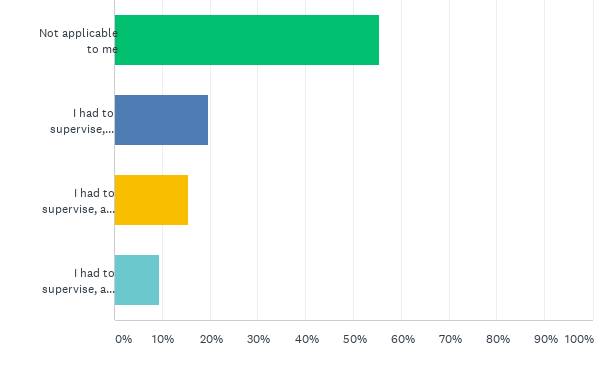 Not applicable
to me
I had to
supervise,...
I had to
supervise, a...
I had to
supervise, a...
0% 10% 20% 30% 40% 50% 60% 70% 80% 90% 100%